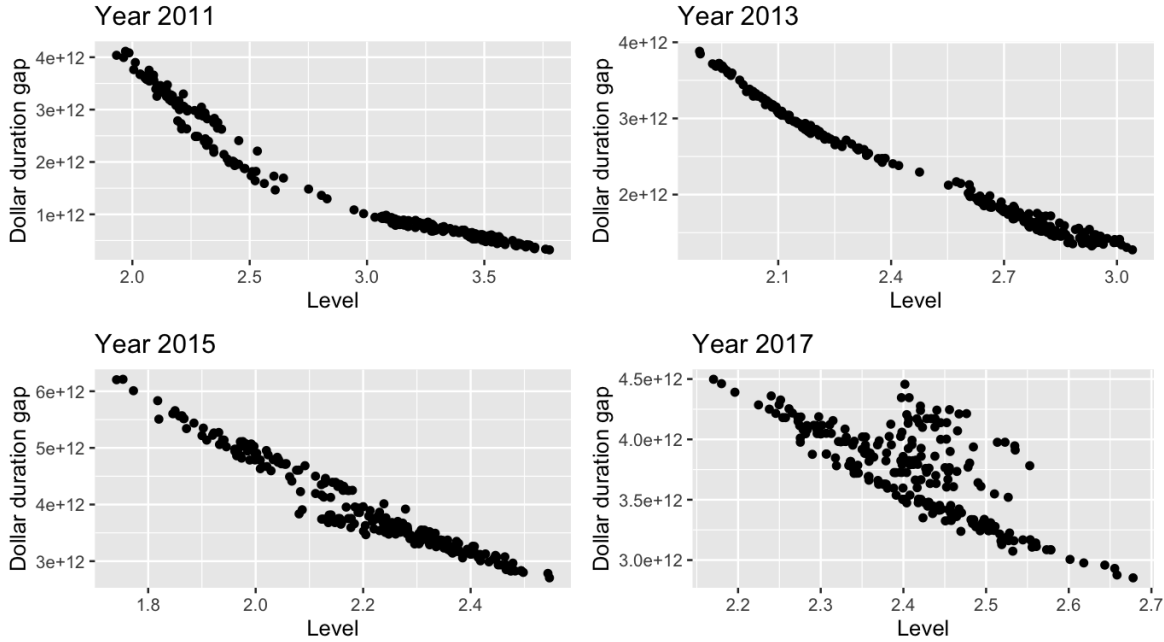 Year 2011
Dollar duration gap
4e+12
3e+12
2e+12
1e+12
2.0 2.5 3.0 3.5
Level
Year 2013
Dollar duration gap
4e+12
3e+12
2e+12
2.1 2.4 2.7 3.0
Level
Year 2015
Dollar duration gap
6e+12
5e+12
4e+12
3e+12
1.8 2.0 2.2 2.4
Level
Year 2017
Dollar duration gap
4.5e+12
4.0e+12
3.5e+12
3.0e+12
2.2 2.3 2.4 2.5 2.6 2.7
Level